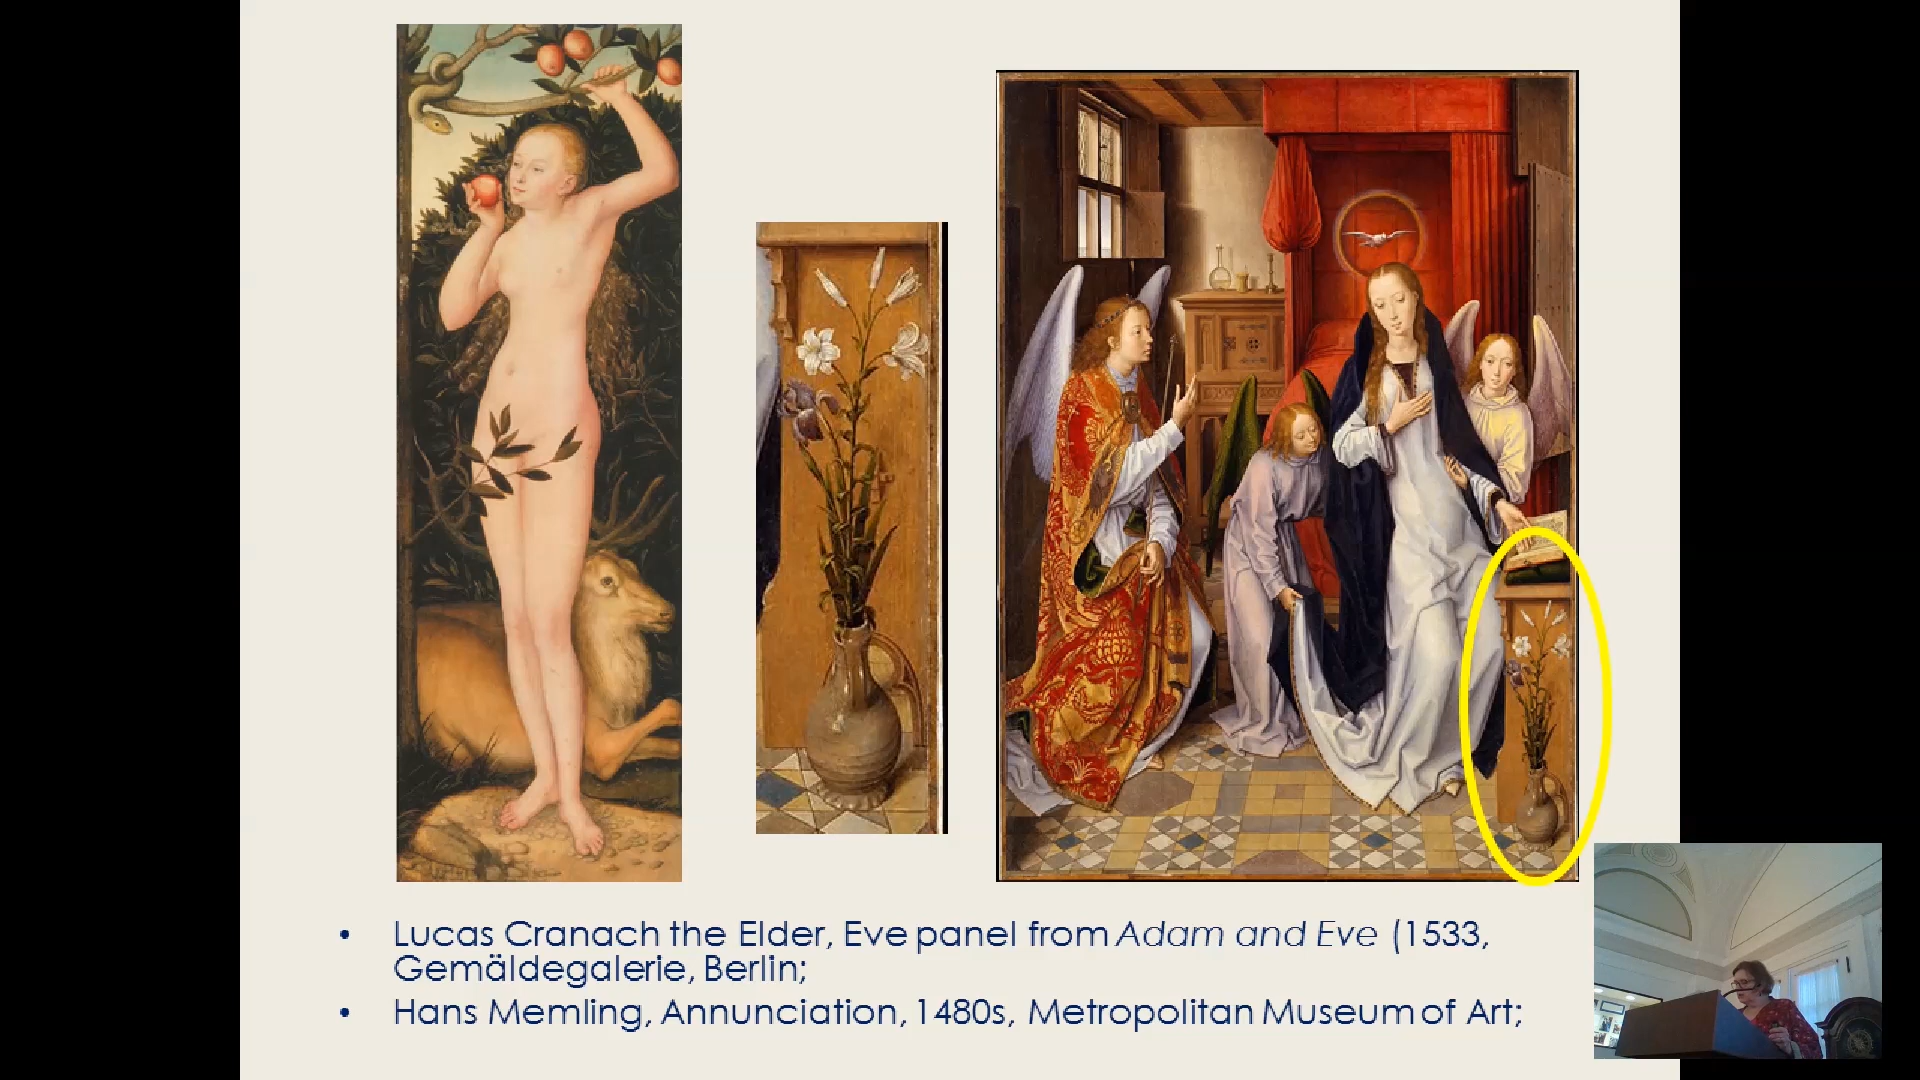 • Lucas Cranach the Elder, Eve panel from Adam and Eve (1533,
Gemäldegalerie, Berlin;
• Hans Memling, Annunciation, 1480s, Metropolitan Museum of Art;